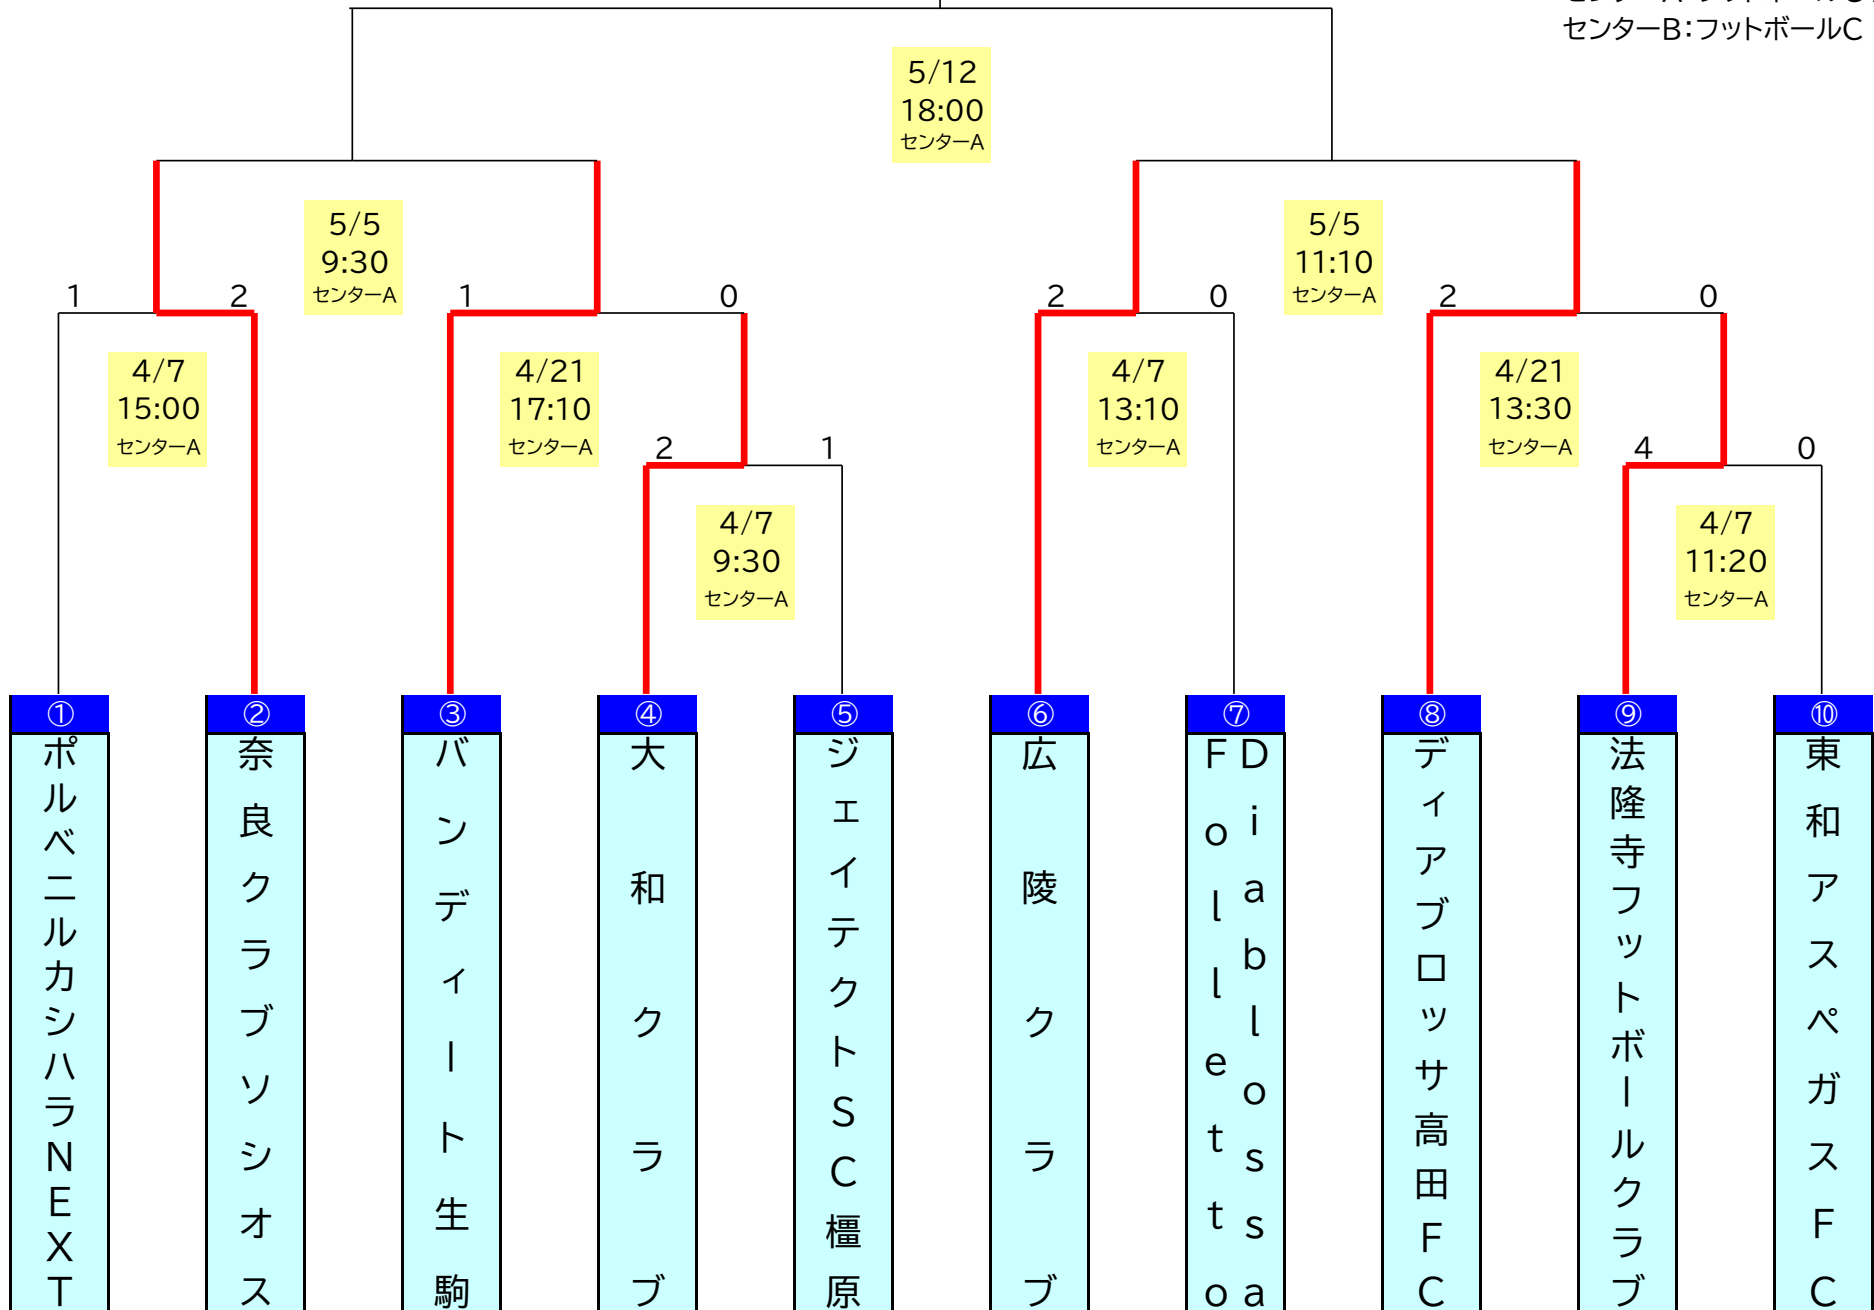 センターB：フットボールC
5/12
18:00
センターA
5/5
9:30
センターA
5/5
11:10
センターA
1
2
1
0
2
0
2
0
4/7
15:00
センターA
4/21
17:10
センターA
4/7
13:10
センターA
4/21
13:30
センターA
2
1
4
0
4/7
9:30
センターA
4/7
11:20
センターA
①
②
③
④
⑤
⑥
⑦
⑧
⑨
⑩
ポルベニルカシハラNEXT
奈良クラブソシオス
バンディート生駒
大和クラブ
ジェイテクトSC橿原
広陵クラブ
Diablossa
Folletto
ディアブロッサ高田FC
法隆寺フットボールクラブ
東和アスペガスFC